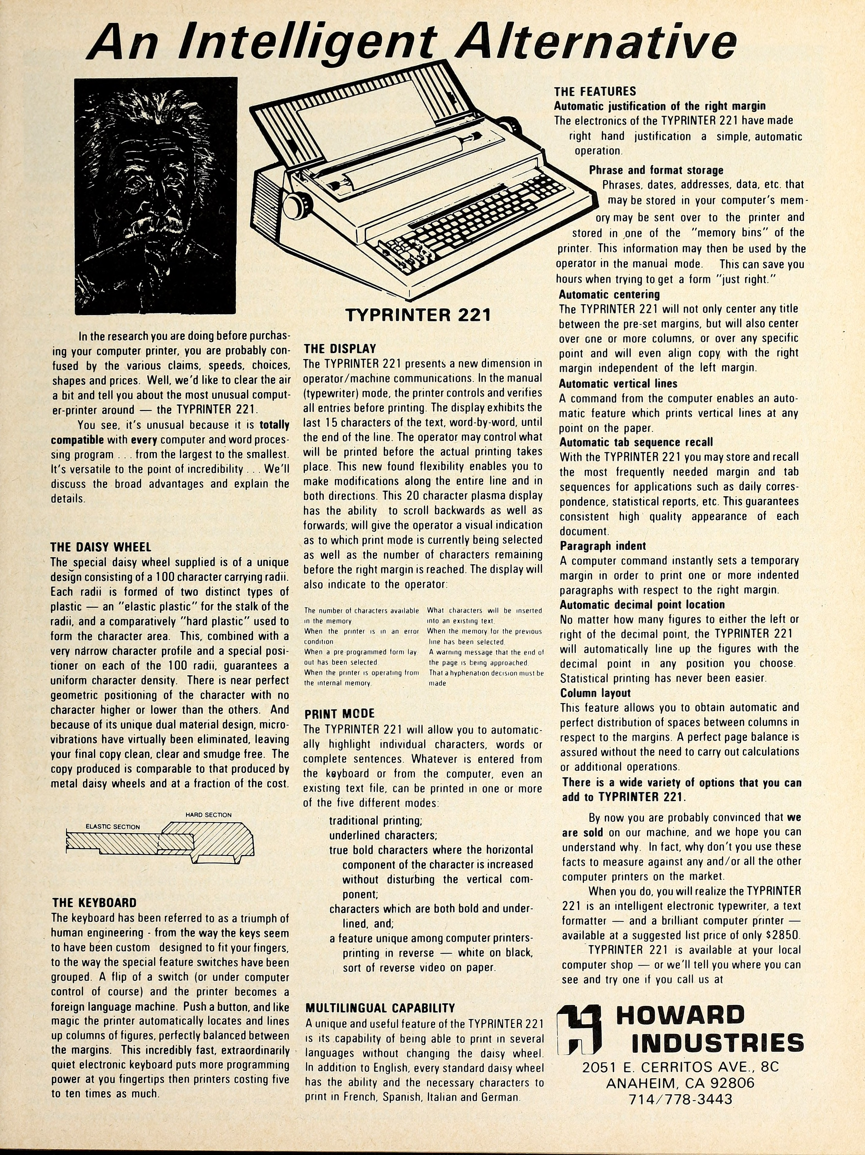 An Intelligent Alternative
TYPRINTER 221
In the research you are doing before purchas-
ing your computer printer, you are probably con-
fused by the various claims, speeds, choices,
shapes and prices. Well, we'd like to clear the air
a bit and tell you about the most unusual comput-
er-printer around — the TYPRINTER 221.
You see, it's unusual because it is totally
compatible with every computer and word proces-
sing program . . . from the largest to the smallest.
It's versatile to the point of incredibility . . . We'll
discuss the broad advantages and explain the
details.
THE DAISY WHEEL
The special daisy wheel supplied is of a unique
design consisting of a 100 character carrying radii.
Each radii is formed of two distinct types of
plastic — an "elastic plastic" for the stalk of the
radii, and a comparatively "hard plastic" used to
form the character area. This, combined with a
very narrow character profile and a special posi-
tioner on each of the 100 radii, guarantees a
uniform character density. There is near perfect
geometric positioning of the character with no
character higher or lower than the others. And
because of its unique dual material design, micro-
vibrations have virtually been eliminated, leaving
your final copy clean, clear and smudge free. The
copy produced is comparable to that produced by
metal daisy wheels and at a fraction of the cost.
HARD SECTION
ELASTIC SECTION
THE KEYBOARD
The keyboard has been referred to as a triumph of
human engineering - from the way the keys seem
to have been custom designed to fit your fingers,
to the way the special feature switches have been
grouped. A flip of a switch (or under computer
control of course) and the printer becomes a
foreign language machine. Push a button, and like
magic the printer automatically locates and lines
up columns of figures, perfectly balanced between
the margins. This incredibly fast, extraordinarily
quiet electronic keyboard puts more programming
power at you fingertips then printers costing five
to ten times as much.
THE DISPLAY
The TYPRINTER 221 presents a new dimension in
operator/machine communications. In the manual
(typewriter) mode, the printer controls and verifies
all entries before printing. The display exhibits the
last 15 characters of the text, word-by-word, until
the end of the line. The operator may control what
will be printed before the actual printing takes
place. This new found flexibility enables you to
make modifications along the entire line and in
both directions. This 20 character plasma display
has the ability to scroll backwards as well as
forwards; will give the operator a visual indication
as to which print mode is currently being selected
as well as the number of characters remaining
before the right margin is reached. The display will
also indicate to the operator:
The number of characters available
in the memory
When the printer is in an error
condition
When a pre programmed form lay
out has been selected
When the printer is operating from
the internal memory.
What characters will be inserted
into an existing text
When the memory for the previous
line has been selected.
A warning message that the end of
the page is being approached
That a hyphenation decision must be
made
PRINT MODE
The TYPRINTER 221 will allow you to automatic-
ally highlight individual characters, words or
complete sentences. Whatever is entered from
the keyboard or from the computer, even an
existing text file, can be printed in one or more
of the five different modes:
traditional printing;
underlined characters;
true bold characters where the horizontal
component of the character is increased
without disturbing the vertical com-
ponent;
characters which are both bold and under-
lined, and;
a feature unique among computer printers-
printing in reverse — white on black,
sort of reverse video on paper.
MULTILINGUAL CAPABILITY
A unique and useful feature of the TYPRINTER 221
is its capability of being able to print in several
languages without changing the daisy wheel.
In addition to English, every standard daisy wheel
has the ability and the necessary characters to
print in French, Spanish, Italian and German.
THE FEATURES
Automatic justification of the right margin
The electronics of the TYPRINTER 221 have made
right hand justification a simple, automatic
operation.
Phrase and format storage
Phrases, dates, addresses, data, etc. that
may be stored in your computer's mem-
ory may be sent over to the printer and
stored in one of the "memory bins" of the
printer. This information may then be used by the
operator in the manual mode. This can save you
hours when trying to get a form "just right."
Automatic centering
The TYPRINTER 221 will not only center any title
between the pre-set margins, but will also center
over one or more columns, or over any specific
point and will even align copy with the right
margin independent of the left margin.
Automatic vertical lines
A command from the computer enables an auto-
matic feature which prints vertical lines at any
point on the paper.
Automatic tab sequence recall
With the TYPRINTER 221 you may store and recall
the most frequently needed margin and tab
sequences for applications such as daily corres-
pondence, statistical reports, etc. This guarantees
consistent high quality appearance of each
document.
Paragraph indent
A computer command instantly sets a temporary
margin in order to print one or more indented
paragraphs with respect to the right margin.
Automatic decimal point location
No matter how many figures to either the left or
right of the decimal point, the TYPRINTER 221
will automatically line up the figures with the
decimal point in any position you choose.
Statistical printing has never been easier.
Column layout
This feature allows you to obtain automatic and
perfect distribution of spaces between columns in
respect to the margins. A perfect page balance is
assured without the need to carry out calculations
or additional operations.
There is a wide variety of options that you can
add to TYPRINTER 221.
By now you are probably convinced that we
are sold on our machine, and we hope you can
understand why. In fact, why don't you use these
facts to measure against any and/or all the other
computer printers on the market.
When you do, you will realize the TYPRINTER
221 is an intelligent electronic typewriter, a text
formatter — and a brilliant computer printer —
available at a suggested list price of only $2850.
TYPRINTER 221 is available at your local
computer shop — or we'll tell you where you can
see and try one if you call us at
HOWARD
INDUSTRIES
2051 E. CERRITOS AVE., 8C
ANAHEIM, CA 92806
714/778-3443